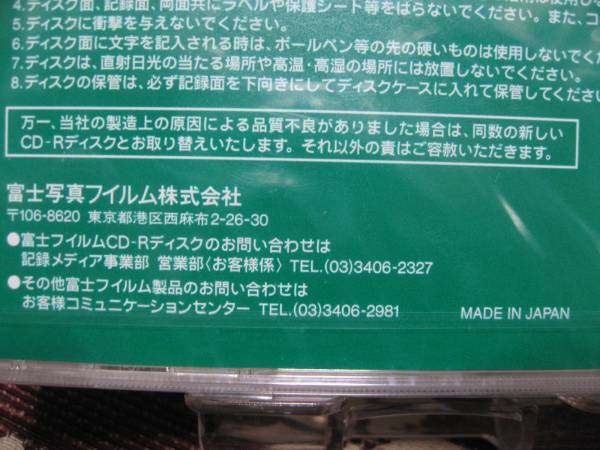 4.ディスク面、記録面、両面共にラベルや保護シート等をはらないでください。また、コ
5.ディスクに衝撃を与えないでください。
6.ディスク面に文字を記入される時は、ボールペン等の先の硬いものは使用しないでくだ
7.ディスクは、直射日光の当たる場所や高温・高湿の場所には放置しないでください。
8.ディスクの保管は、必ず記録面を下向きにしてディスクケースに入れて保管してくださ
万一、当社の製造上の原因による品質不良がありました場合は、同数の新しい
CD-Rディスクとお取り替えいたします。それ以外の責はご容赦いただきます。
富士写真フイルム株式会社
〒106-8620 東京都港区西麻布2-26-30
●富士フイルムCD-Rディスクのお問い合わせは
記録メディア事業部 営業部〈お客様係〉 TEL.(03)3406-2327
●その他富士フイルム製品のお問い合わせは
お客様コミュニケーションセンター TEL.(03)3406-2981
MADE IN JAPAN